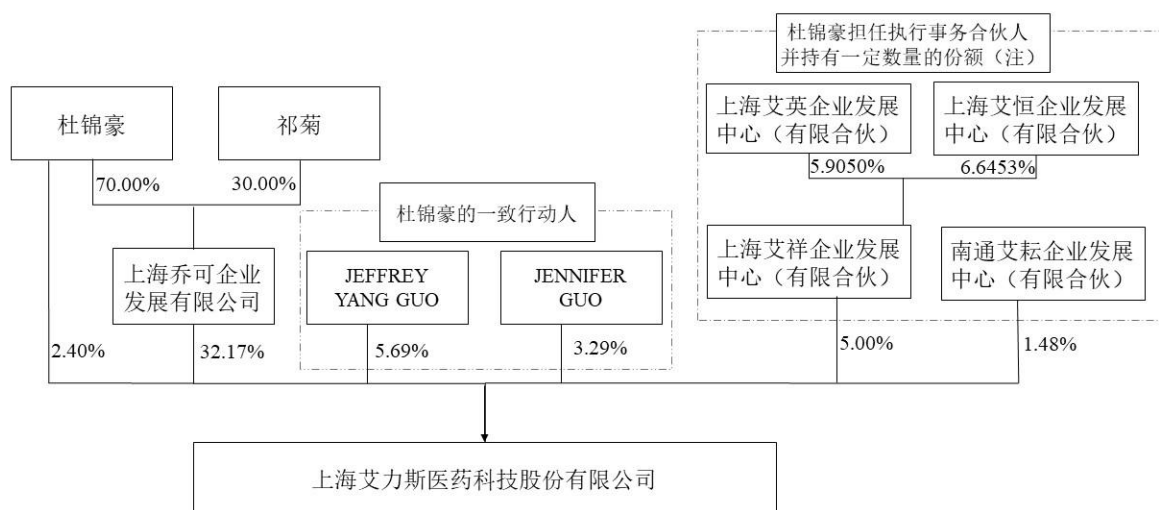 杜锦豪担任执行事务合伙人
并持有一定数量的份额（注）
杜锦豪
祁菊
上海艾英企业发展
中心（有限合伙）
上海艾恒企业发展
中心（有限合伙）
70.00%
30.00%
5.9050%
6.6453%
杜锦豪的一致行动人
上海乔可企业
发展有限公司
JEFFREY
YANG GUO
JENNIFER
GUO
上海艾祥企业发展
中心（有限合伙）
南通艾耘企业发展
中心（有限合伙）
2.40%
32.17%
5.69%
3.29%
5.00%
1.48%
上海艾力斯医药科技股份有限公司